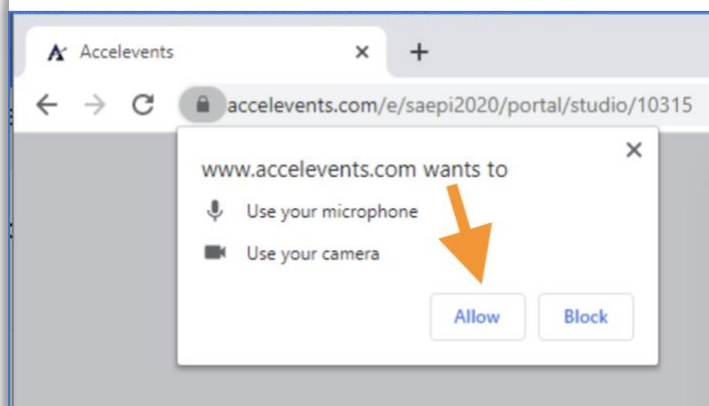 Accelevents
accelevents.com/e/saepi2020/portal/studio/10315
www.accelevents.com wants to
Use your microphone
Use your camera
Allow Block